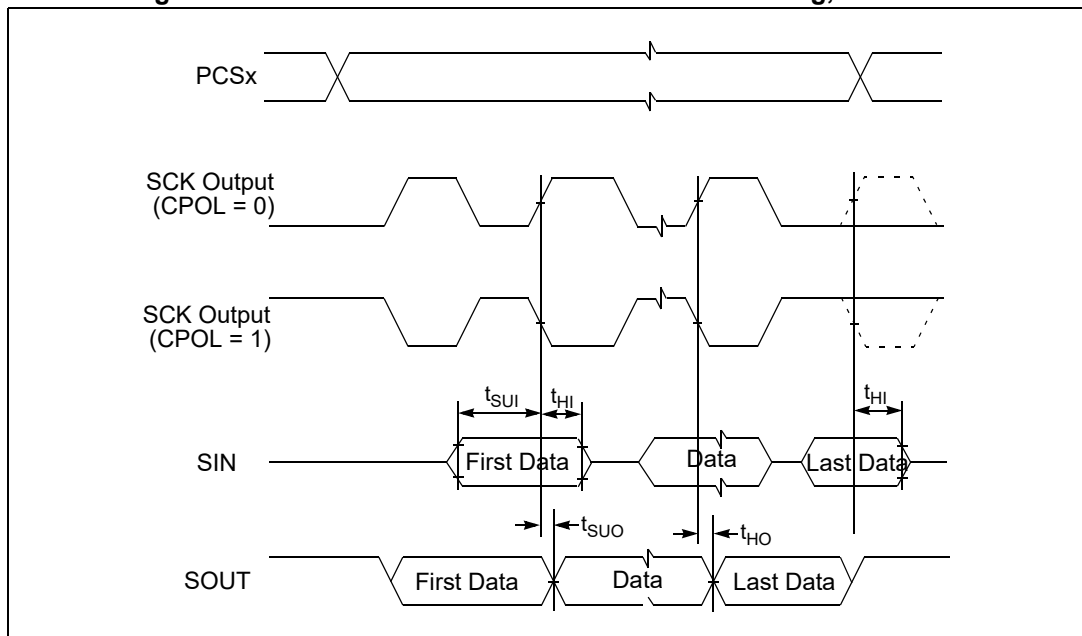 PCSx
SCK Output
(CPOL = 0)
SCK Output
(CPOL = 1)
tSUI
tHI
tHI
SIN
First Data
Data
Last Data
tSUO
tHO
SOUT
First Data
Data
Last Data